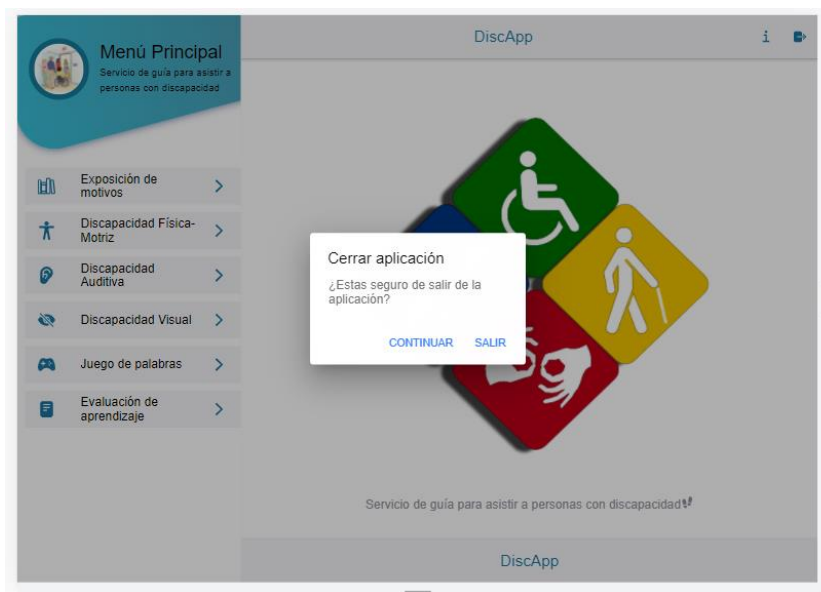 Menú Principal
Servicio de guía para asistir a
personas con discapacidad
DiscApp
i
Exposición de
motivos
Discapacidad Física-
Motriz
Discapacidad
Auditiva
Discapacidad Visual
Juego de palabras
Evaluación de
aprendizaje
Cerrar aplicación
¿Estas seguro de salir de la
aplicación?
CONTINUAR SALIR
Servicio de guía para asistir a personas con discapacidad
DiscApp